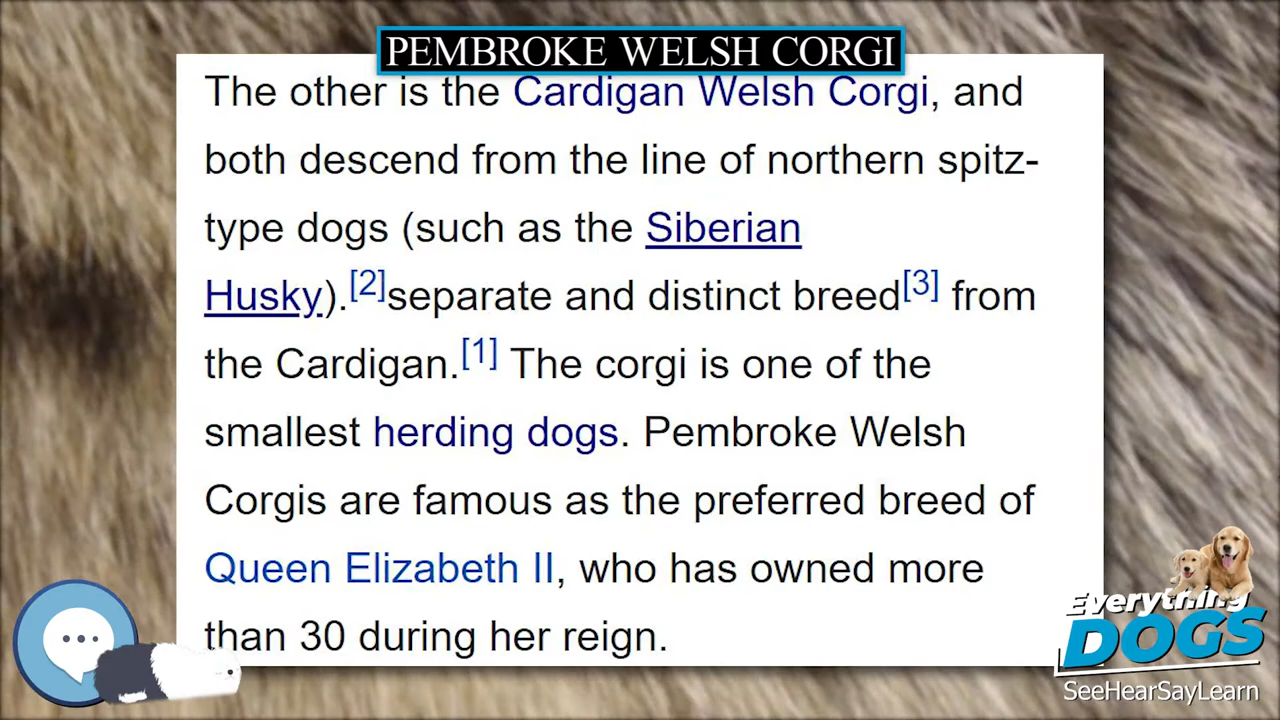 PEMBROKE WELSH CORGI
The other is the Cardigan Welsh Corgi, and
both descend from the line of northern spitz-
type dogs (such as the Siberian
Husky).[2]separate and distinct breed[3] from
the Cardigan.[1] The corgi is one of the
smallest herding dogs. Pembroke Welsh
Corgis are famous as the preferred breed of
Queen Elizabeth II, who has owned more
than 30 during her reign.
Everything
DOGS
SeeHearSayLearn